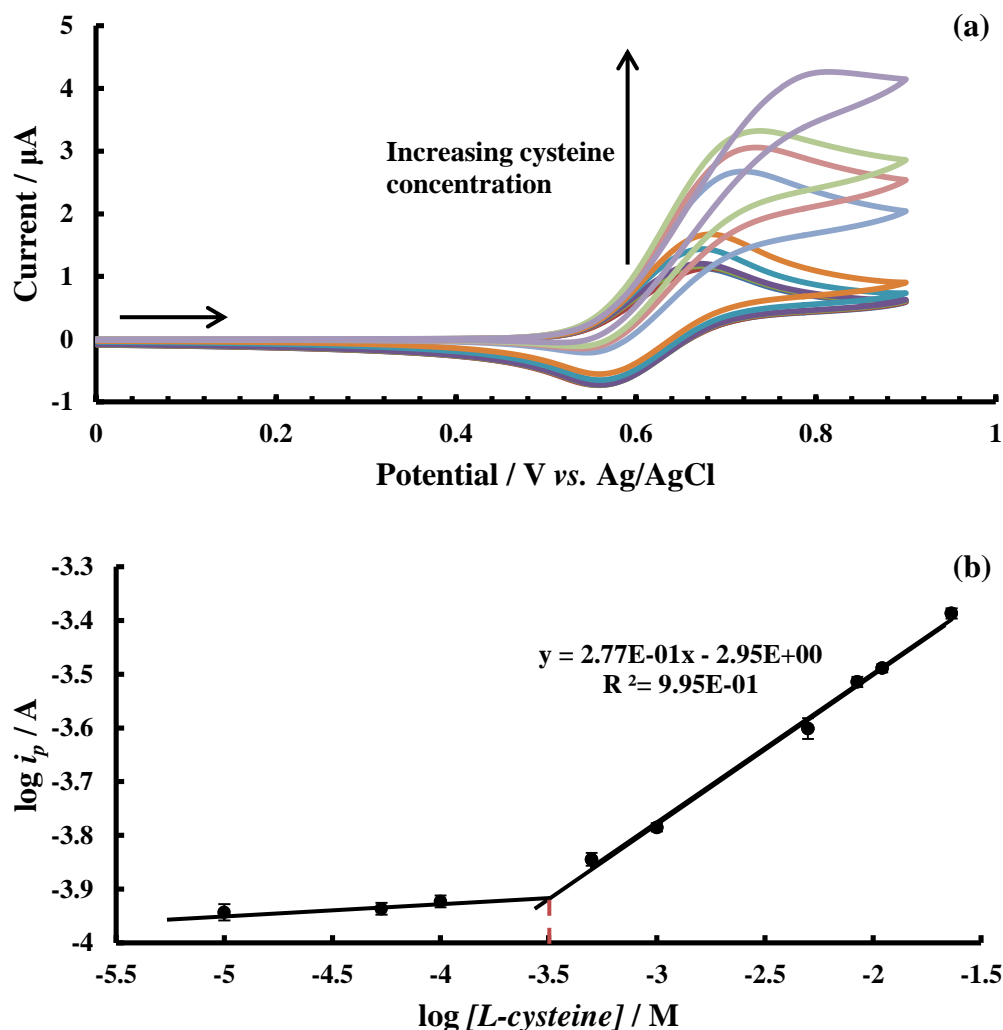 (a)
5
4
3
2
1
0
-1
Current / µA
Increasing cysteine
concentration
0 0.2 0.4 0.6 0.8 1
Potential / V vs. Ag/AgCl
(b)
-3.3
-3.4
-3.5
-3.6
-3.7
-3.8
-3.9
-4
log ip / A
y = 2.77E-01x - 2.95E+00
R ²= 9.95E-01
-5.5 -5 -4.5 -4 -3.5 -3 -2.5 -2 -1.5
log [L-cysteine] / M